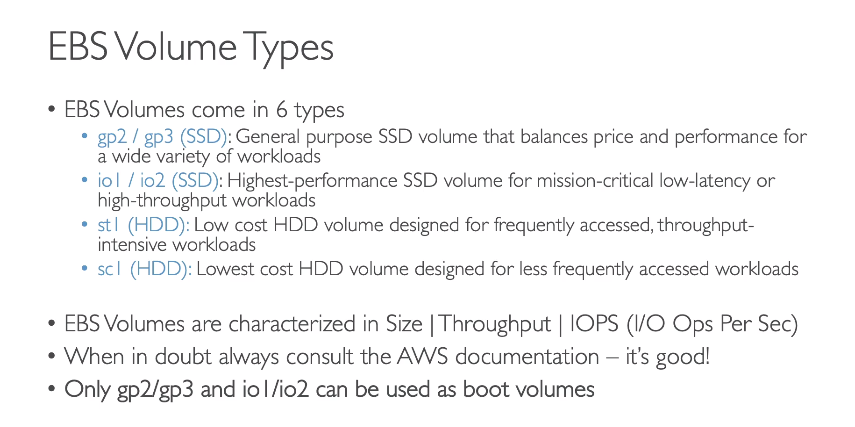 EBS Volume Types
• EBS Volumes come in 6 types
• gp2 / gp3 (SSD): General purpose SSD volume that balances price and performance for
a wide variety of workloads
• io1 / io2 (SSD): Highest-performance SSD volume for mission-critical low-latency or
high-throughput workloads
• st1 (HDD): Low cost HDD volume designed for frequently accessed, throughput-
intensive workloads
• sc1 (HDD): Lowest cost HDD volume designed for less frequently accessed workloads
• EBS Volumes are characterized in Size | Throughput | IOPS (I/O Ops Per Sec)
• When in doubt always consult the AWS documentation – it's good!
• Only gp2/gp3 and io1/io2 can be used as boot volumes